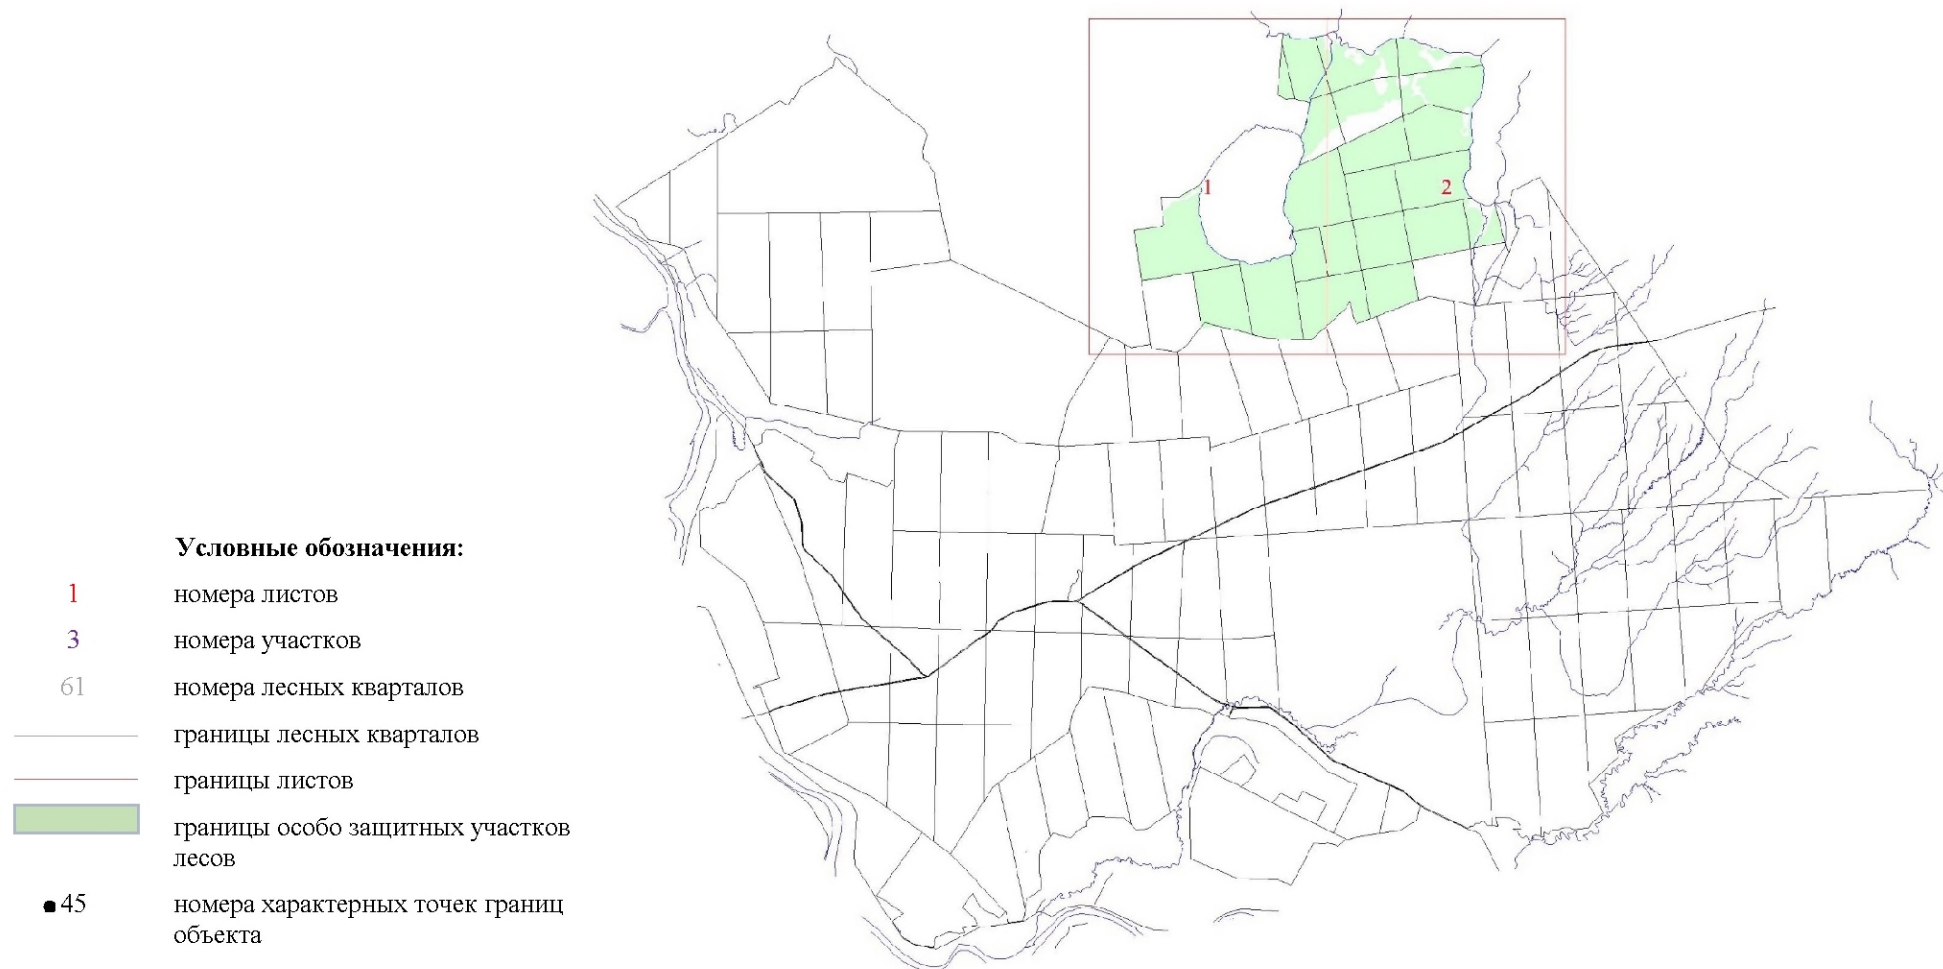 1
2
Условные обозначения:
1 номера листов
3 номера участков
61 номера лесных кварталов
границы лесных кварталов
границы листов
границы особо защитных участков
лесов
45 номера характерных точек границ
объекта